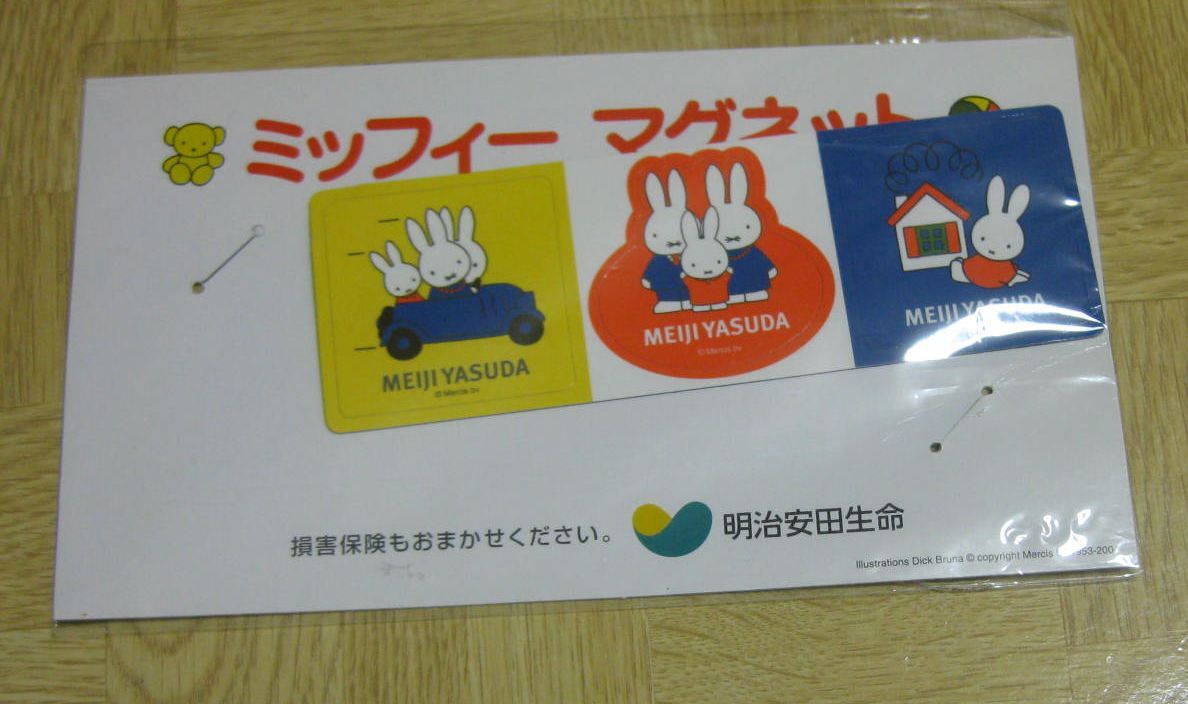 ミッフィー マグネット
MEIJI YASUDA
© Mercis bv
MEIJI YASUDA
© Mercis bv
MEIJI YASUDA
損害保険もおまかせください。
明治安田生命
Illustrations Dick Bruna © copyright Mercis